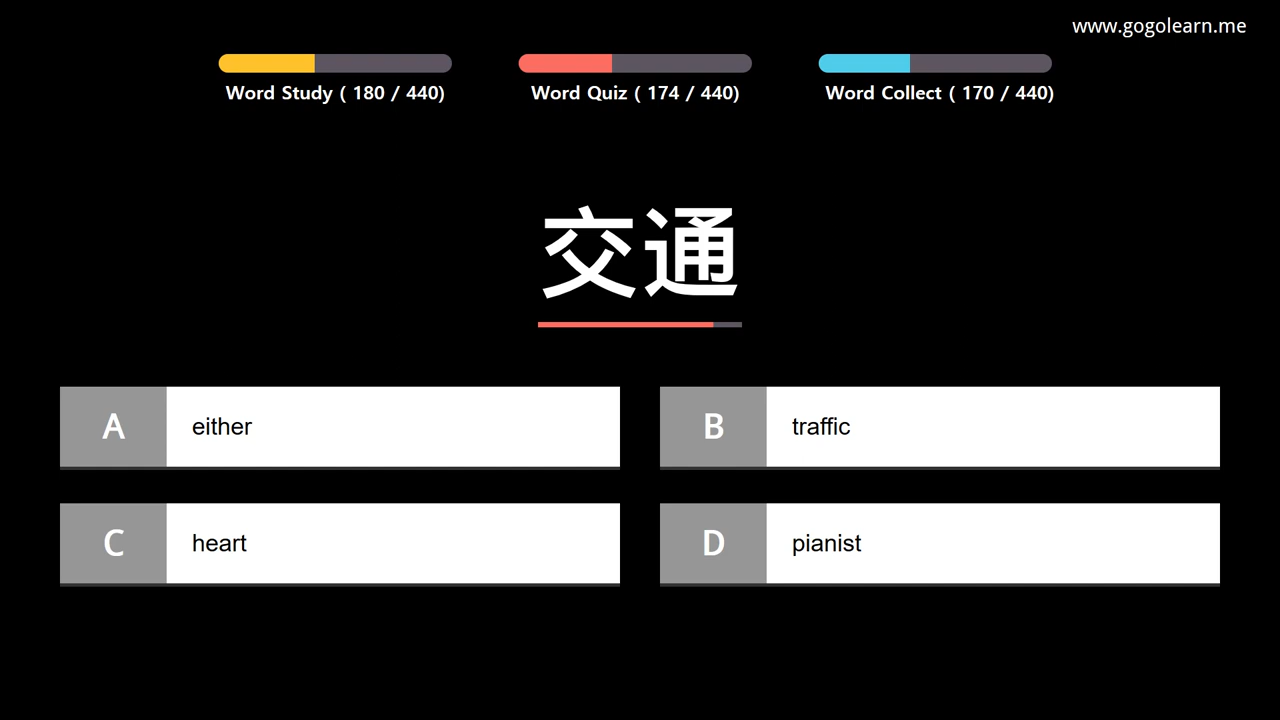 www.gogolearn.me
Word Study ( 180 / 440)
Word Quiz ( 174 / 440)
Word Collect ( 170 / 440)
交通
A either
B traffic
C heart
D pianist